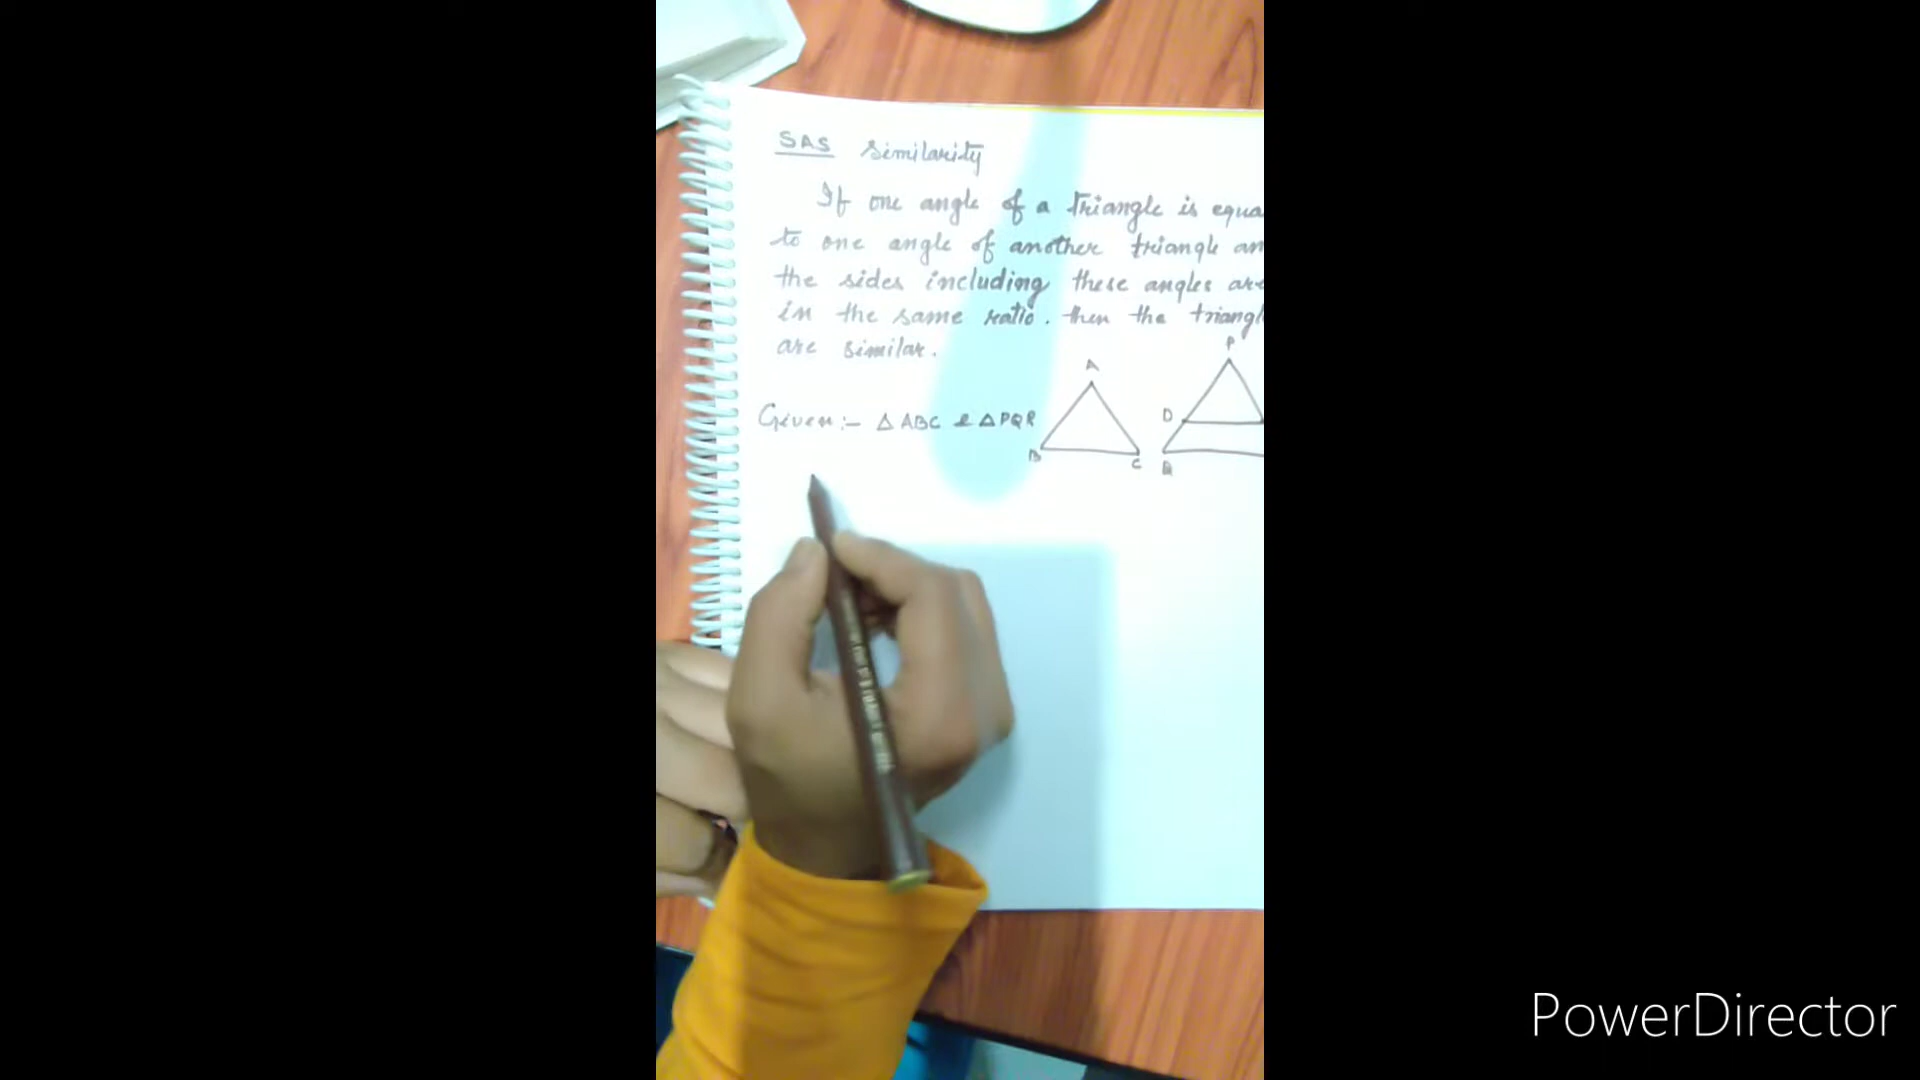 SAS Similarity
If one angle of a triangle is equa
to one angle of another triangle an
the sides including these angles are
in the same ratio. then the triangl
are similar.
Given:- △ ABC & △ PQR
A
B
C
P
D
Q
PowerDirector